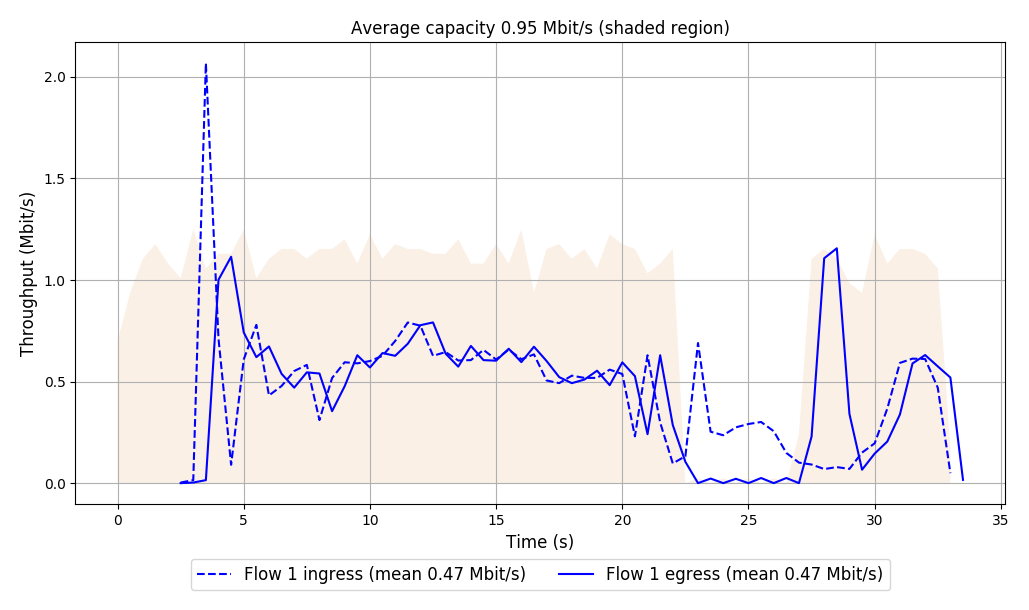 Average capacity 0.95 Mbit/s (shaded region)
Throughput (Mbit/s)
2.0
1.5
1.0
0.5
0.0
0 5 10 15 20 25 30 35
Time (s)
Flow 1 ingress (mean 0.47 Mbit/s) Flow 1 egress (mean 0.47 Mbit/s)